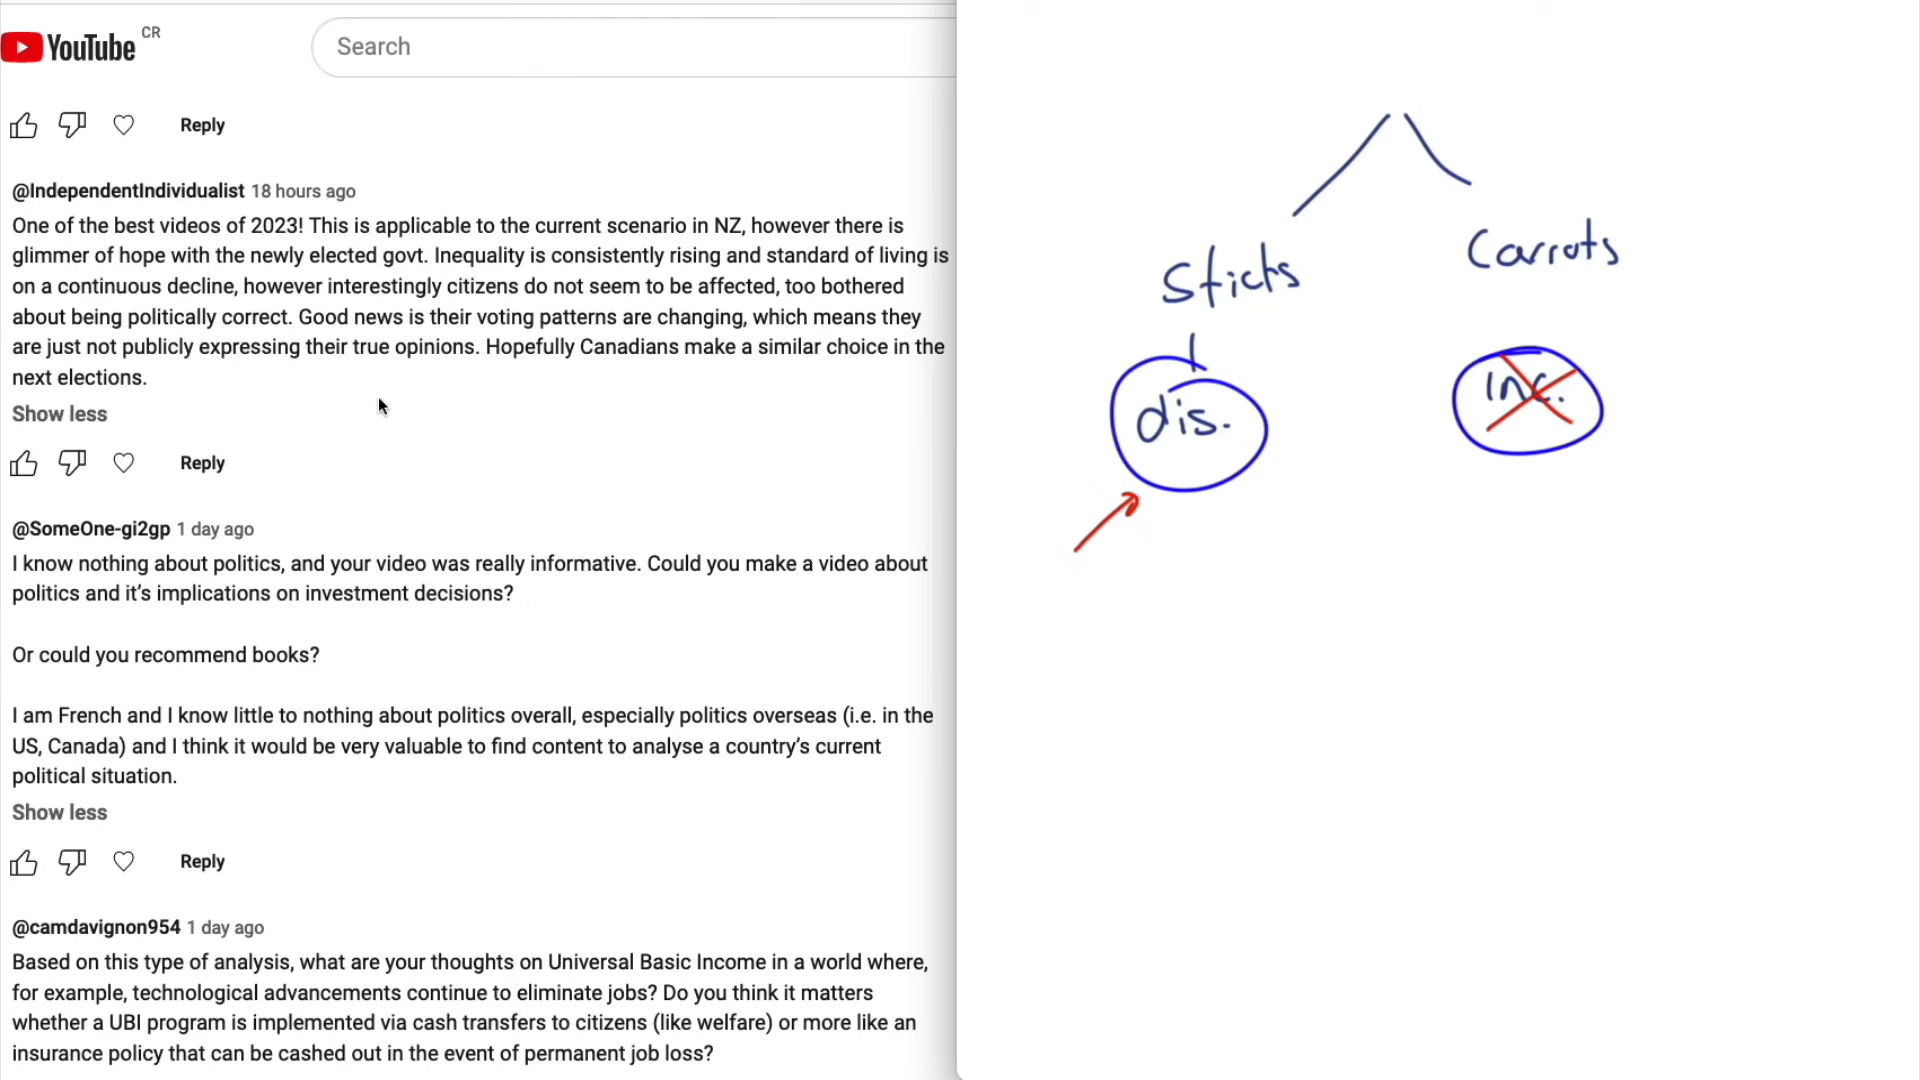 YouTube CR
Search
Reply
@IndependentIndividualist 18 hours ago
One of the best videos of 2023! This is applicable to the current scenario in NZ, however there is
glimmer of hope with the newly elected govt. Inequality is consistently rising and standard of living is
on a continuous decline, however interestingly citizens do not seem to be affected, too bothered
about being politically correct. Good news is their voting patterns are changing, which means they
are just not publicly expressing their true opinions. Hopefully Canadians make a similar choice in the
next elections.
Show less
Reply
@SomeOne-gi2gp 1 day ago
I know nothing about politics, and your video was really informative. Could you make a video about
politics and it’s implications on investment decisions?
Or could you recommend books?
I am French and I know little to nothing about politics overall, especially politics overseas (i.e. in the
US, Canada) and I think it would be very valuable to find content to analyse a country’s current
political situation.
Show less
Reply
@camdavignon954 1 day ago
Based on this type of analysis, what are your thoughts on Universal Basic Income in a world where,
for example, technological advancements continue to eliminate jobs? Do you think it matters
whether a UBI program is implemented via cash transfers to citizens (like welfare) or more like an
insurance policy that can be cashed out in the event of permanent job loss?
Sticks
Carrots
dis.
inc.